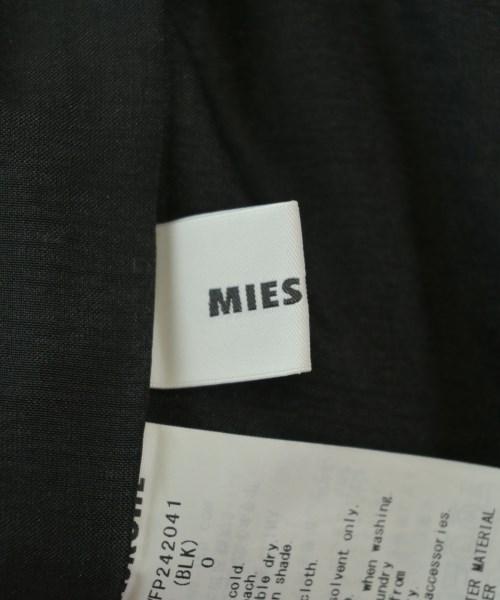 MIES
FP242041
(BLK)
0
cold
ble dry
n shade
cloth.
solvent only.
when washing
undry
from
y.
accessories.
ER MATERIAL
ER